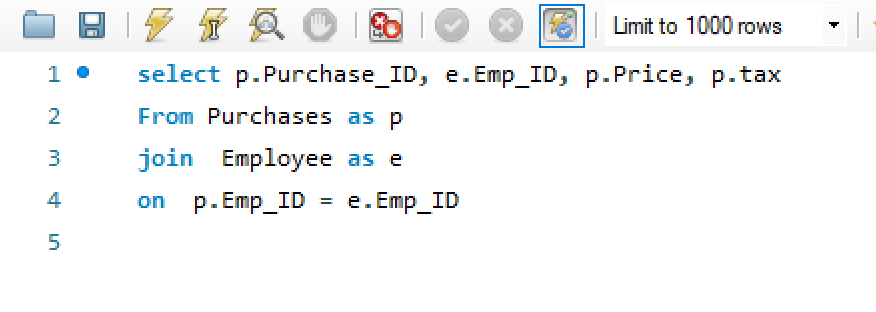 Limit to 1000 rows
1 select p.Purchase_ID, e.Emp_ID, p.Price, p.tax
2 From Purchases as p
3 join  Employee as e
4 on  p.Emp_ID = e.Emp_ID
5